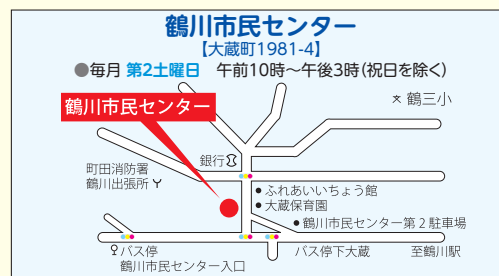 鶴川市民センター
【大蔵町1981-4】
●毎月 第2土曜日 午前10時〜午後3時(祝日を除く)
鶴川市民センター
鶴三小
銀行
町田消防署
鶴川出張所
ふれあいいちょう館
大蔵保育園
鶴川市民センター第2駐車場
バス停
鶴川市民センター入口
バス停下大蔵
至鶴川駅